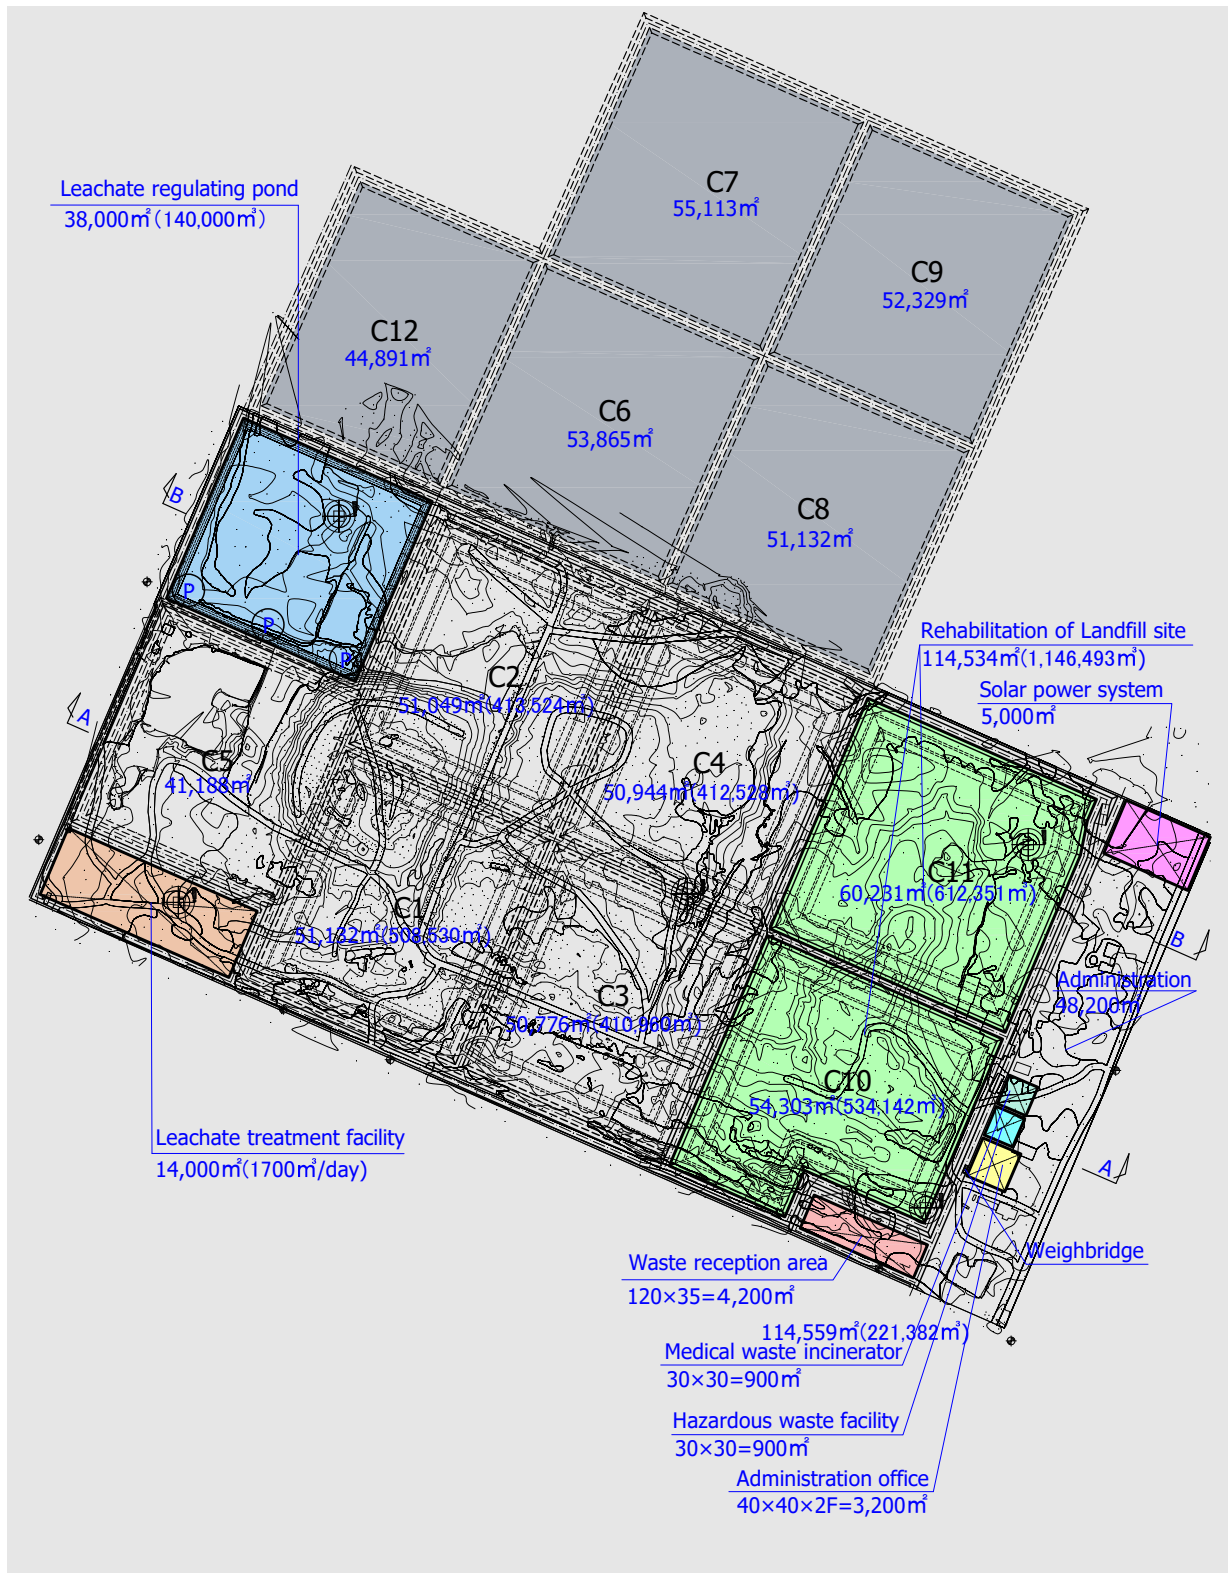 C7
55,113㎡
Leachate regulating pond
38,000㎡(140,000㎥)
C9
52,329㎡
C12
44,891㎡
C6
53,865㎡
C8
51,132㎡
B
P
P
P
A
Rehabilitation of Landfill site
114,534㎡(1,146,493㎥)
Solar power system
5,000㎡
C2
51,049㎡(413,524㎥)
C5
41,188㎡
C4
50,944㎡(412,528㎥)
C11
60,231㎡(612,351㎥)
C1
51,132㎡(508,530㎥)
B
Administration
48,200㎡
C3
50,776㎡(410,960㎥)
C10
54,303㎡(534,142㎥)
Leachate treatment facility
14,000㎡(1700㎥/day)
A
Weighbridge
Waste reception area
120×35=4,200㎡
114,559㎡(221,382㎥)
Medical waste incinerator
30×30=900㎡
Hazardous waste facility
30×30=900㎡
Administration office
40×40×2F=3,200㎡